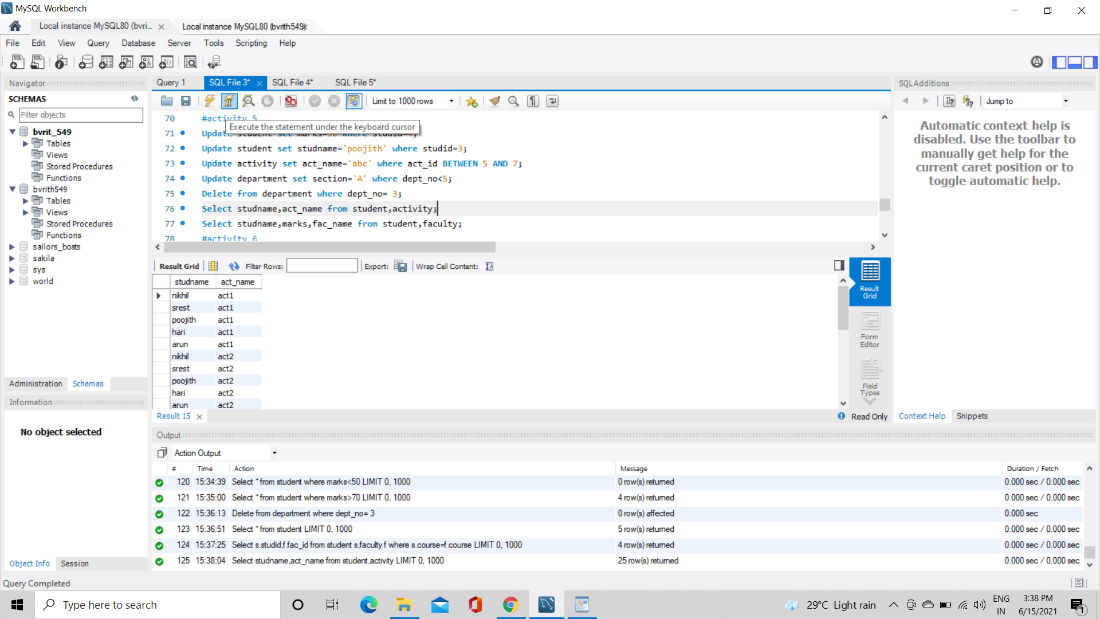 MySQL Workbench
Local instance MySQL80 (bvri... ×
Local instance MySQL80 (bvrith549)
File Edit View Query Database Server Tools Scripting Help
Navigator
SCHEMAS
Filter objects
bvrit_549
Tables
Views
Stored Procedures
Functions
bvrith549
Tables
Views
Stored Procedures
Functions
sailors_boats
sakila
sys
world
Administration Schemas
Information
No object selected
Object Info Session
Query 1 SQL File 3* × SQL File 4* SQL File 5*
Limit to 1000 rows
70 #activity 5
71 Update student set marks=
Execute the statement under the keyboard cursor
72 Update student set studname='poojith' where studid=3;
73 Update activity set act_name='abc' where act_id BETWEEN 5 AND 7;
74 Update department set section='A' where dept_no<5;
75 Delete from department where dept_no= 3;
76 Select studname,act_name from student,activity;
77 Select studname,marks,fac_name from student,faculty;
78 #activity 6
Result Grid Filter Rows: Export: Wrap Cell Content: IA
studname act_name
nikhil act1
srest act1
poojith act1
hari act1
arun act1
nikhil act2
srest act2
poojith act2
hari act2
arun act2
Result Grid
Form Editor
Field Types
Result 15 ×
Read Only
SQLAdditions
Jump to
Automatic context help is
disabled. Use the toolbar to
manually get help for the
current caret position or to
toggle automatic help.
Context Help Snippets
Output
Action Output
# Time Action Message Duration / Fetch
120 15:34:39 Select * from student where marks<50 LIMIT 0, 1000 0 row(s) returned 0.000 sec / 0.000 sec
121 15:35:00 Select * from student where marks>70 LIMIT 0, 1000 4 row(s) returned 0.000 sec / 0.000 sec
122 15:36:13 Delete from department where dept_no= 3 0 row(s) affected 0.000 sec
123 15:36:51 Select * from student LIMIT 0, 1000 5 row(s) returned 0.000 sec / 0.000 sec
124 15:37:25 Select s.studid,f.fac_id from student s,faculty f where s.course=f.course LIMIT 0, 1000 4 row(s) returned 0.000 sec / 0.000 sec
125 15:38:04 Select studname,act_name from student,activity LIMIT 0, 1000 25 row(s) returned 0.000 sec / 0.000 sec
Query Completed
Type here to search
29°C Light rain
ENG
IN
3:38 PM
6/15/2021
1